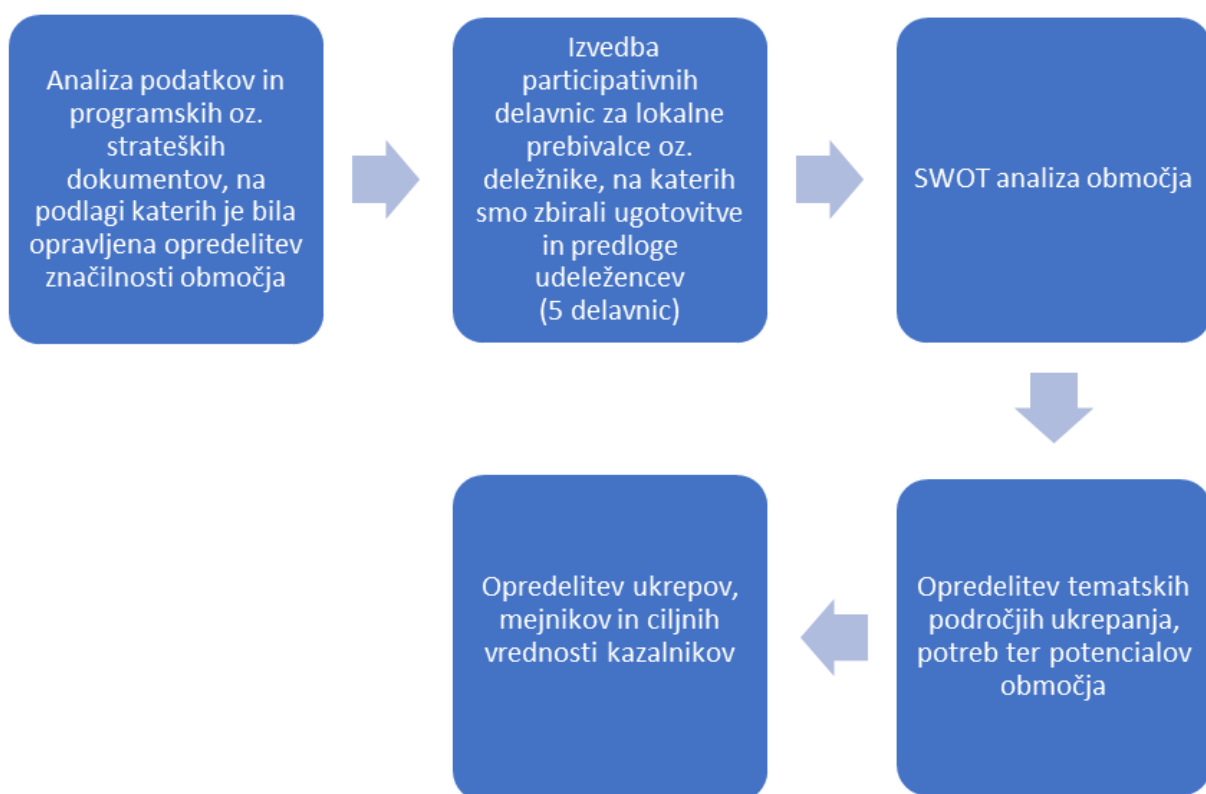 Analiza podatkov in
programskih oz.
strateških
dokumentov, na
podlagi katerih je bila
opravljena opredelitev
značilnosti območja
Izvedba
participativnih
delavnic za lokalne
prebivalce oz.
deležnike, na katerih
smo zbirali ugotovitve
in predloge
udeležencev
(5 delavnic)
SWOT analiza območja
Opredelitev tematskih
področjih ukrepanja,
potreb ter potencialov
območja
Opredelitev ukrepov,
mejnikov in ciljnih
vrednosti kazalnikov